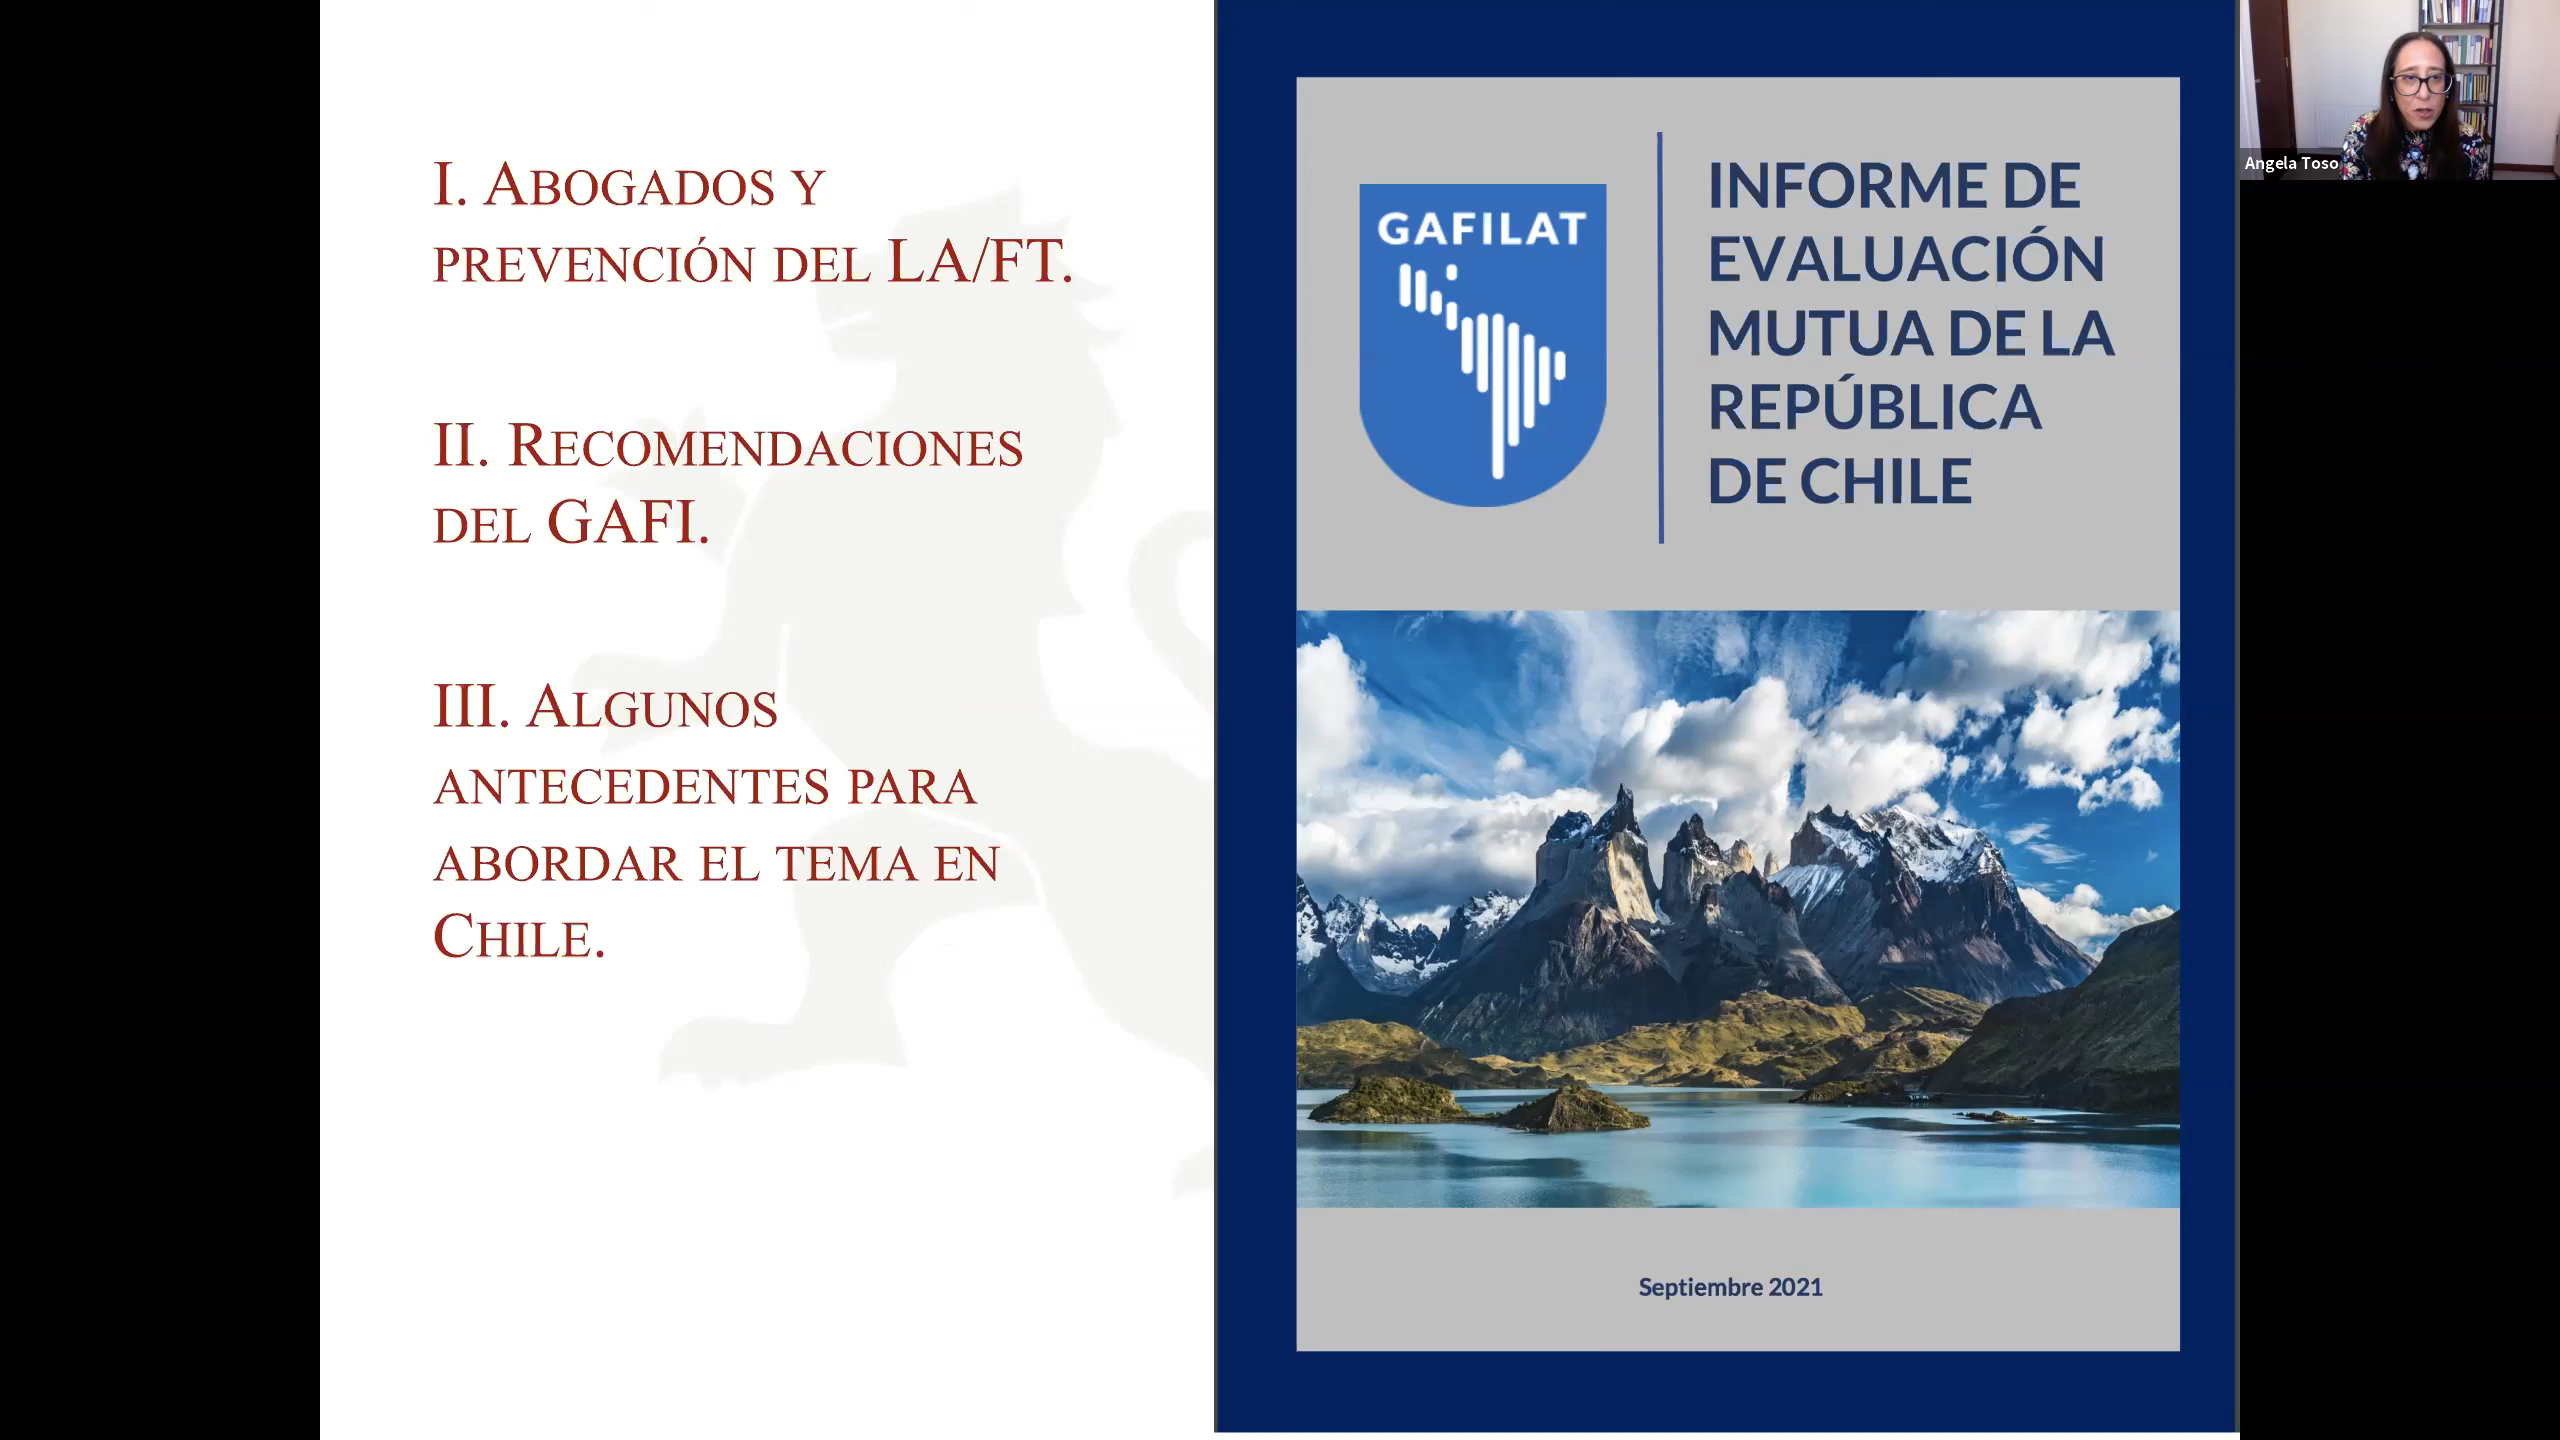 I. Abogados y
prevención del LA/FT.
II. Recomendaciones
del GAFI.
III. Algunos
antecedentes para
abordar el tema en
Chile.
GAFILAT
INFORME DE
EVALUACIÓN
MUTUA DE LA
REPÚBLICA
DE CHILE
Septiembre 2021
Angela Toso